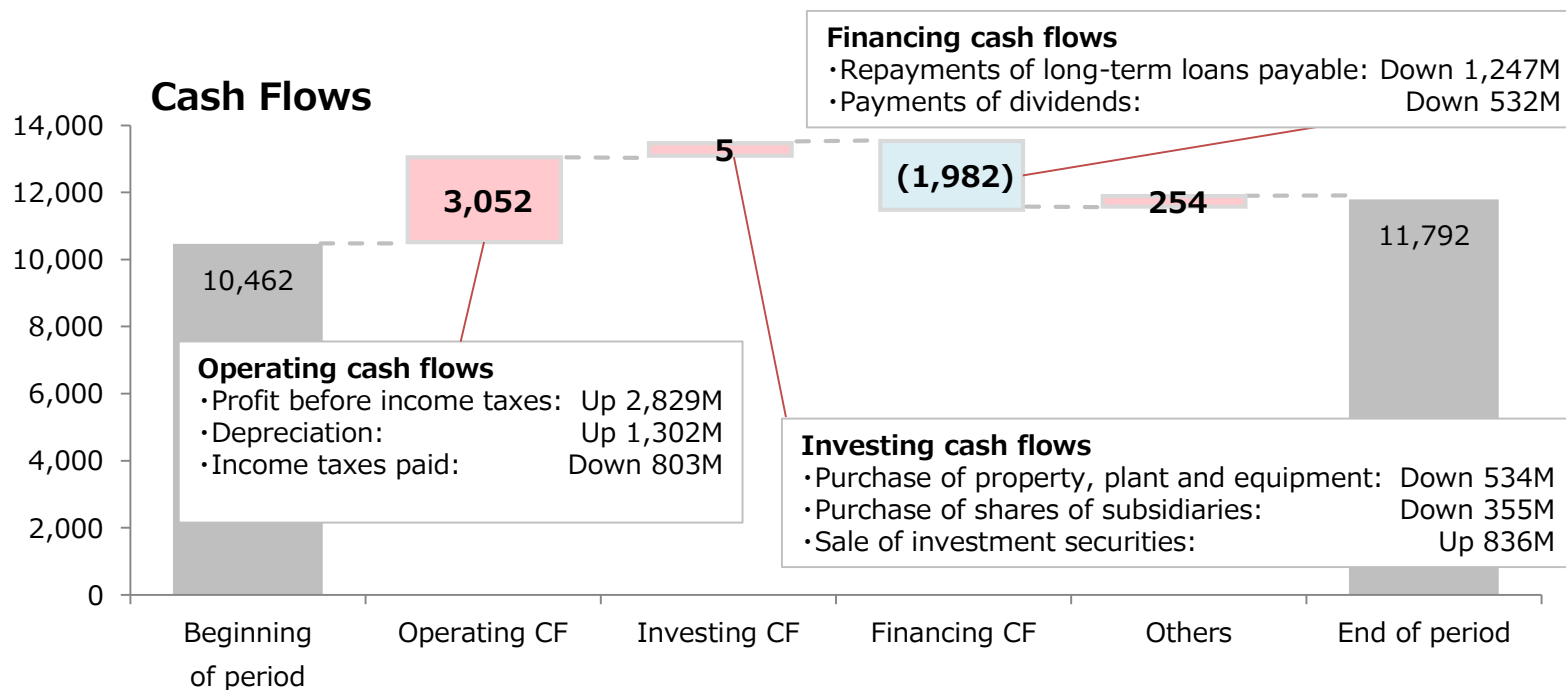 Cash Flows
Financing cash flows
・Repayments of long-term loans payable: Down 1,247M
・Payments of dividends: Down 532M
14,000
12,000
10,000
8,000
6,000
4,000
2,000
0
10,462
3,052
5
(1,982)
254
11,792
Operating cash flows
・Profit before income taxes: Up 2,829M
・Depreciation: Up 1,302M
・Income taxes paid: Down 803M
Investing cash flows
・Purchase of property, plant and equipment: Down 534M
・Purchase of shares of subsidiaries: Down 355M
・Sale of investment securities: Up 836M
Beginning
of period
Operating CF
Investing CF
Financing CF
Others
End of period